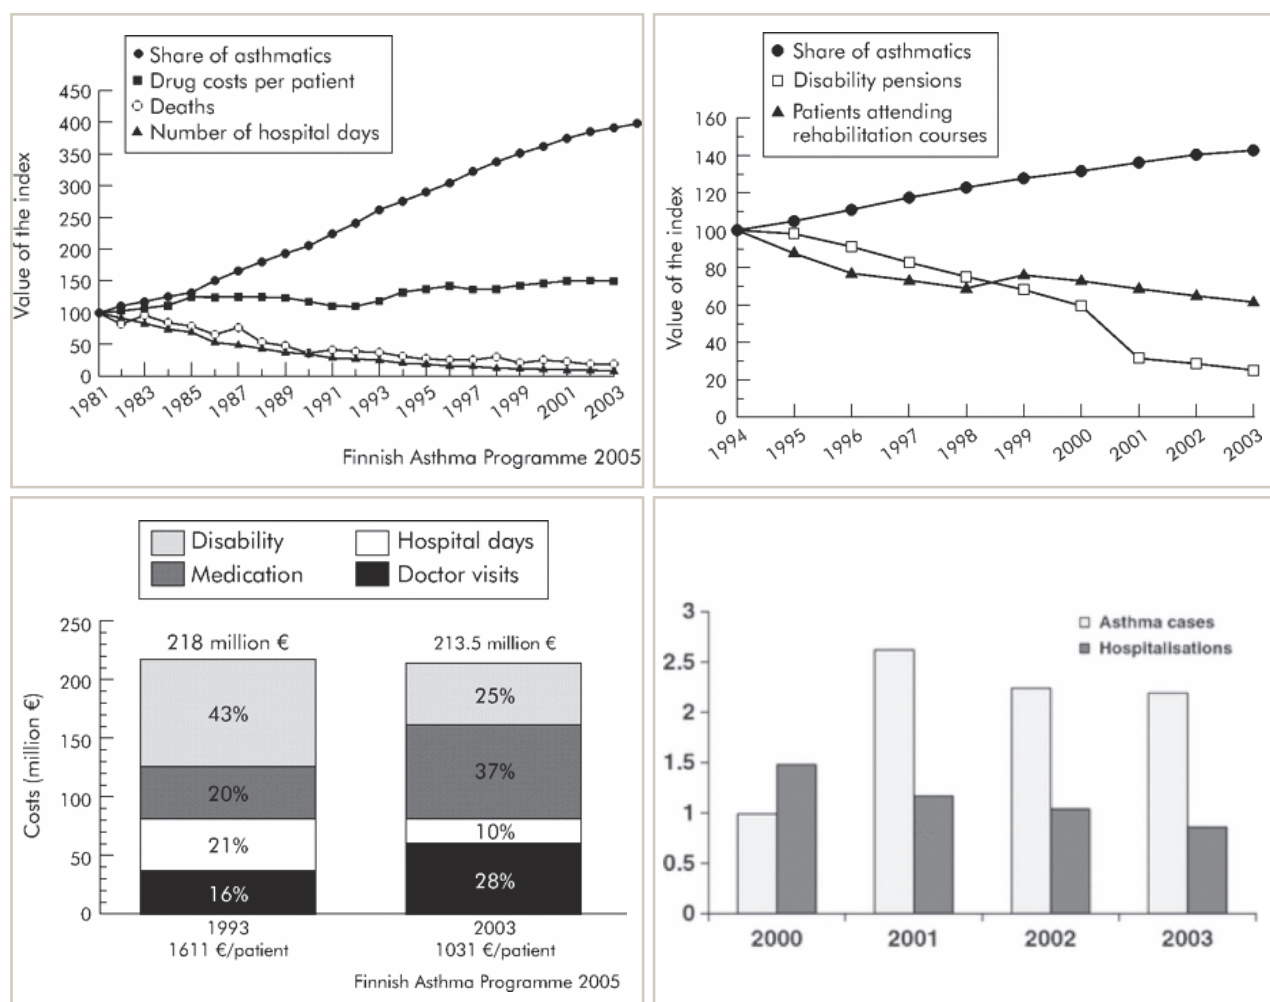 Share of asthmatics
Drug costs per patient
Deaths
Number of hospital days
Value of the index
450
400
350
300
250
200
150
100
50
0
1981
1983
1985
1987
1989
1991
1993
1995
1997
1999
2001
2003
Finnish Asthma Programme 2005
Share of asthmatics
Disability pensions
Patients attending
rehabilitation courses
Value of the index
160
140
120
100
80
60
40
20
0
1994
1995
1996
1997
1998
1999
2000
2001
2002
2003
Disability
Hospital days
Medication
Doctor visits
Costs (million €)
250
200
150
100
50
0
218 million €
213.5 million €
43%
20%
21%
16%
25%
37%
10%
28%
1993
1611 €/patient
2003
1031 €/patient
Finnish Asthma Programme 2005
Asthma cases
Hospitalisations
3
2.5
2
1.5
1
0.5
0
2000
2001
2002
2003